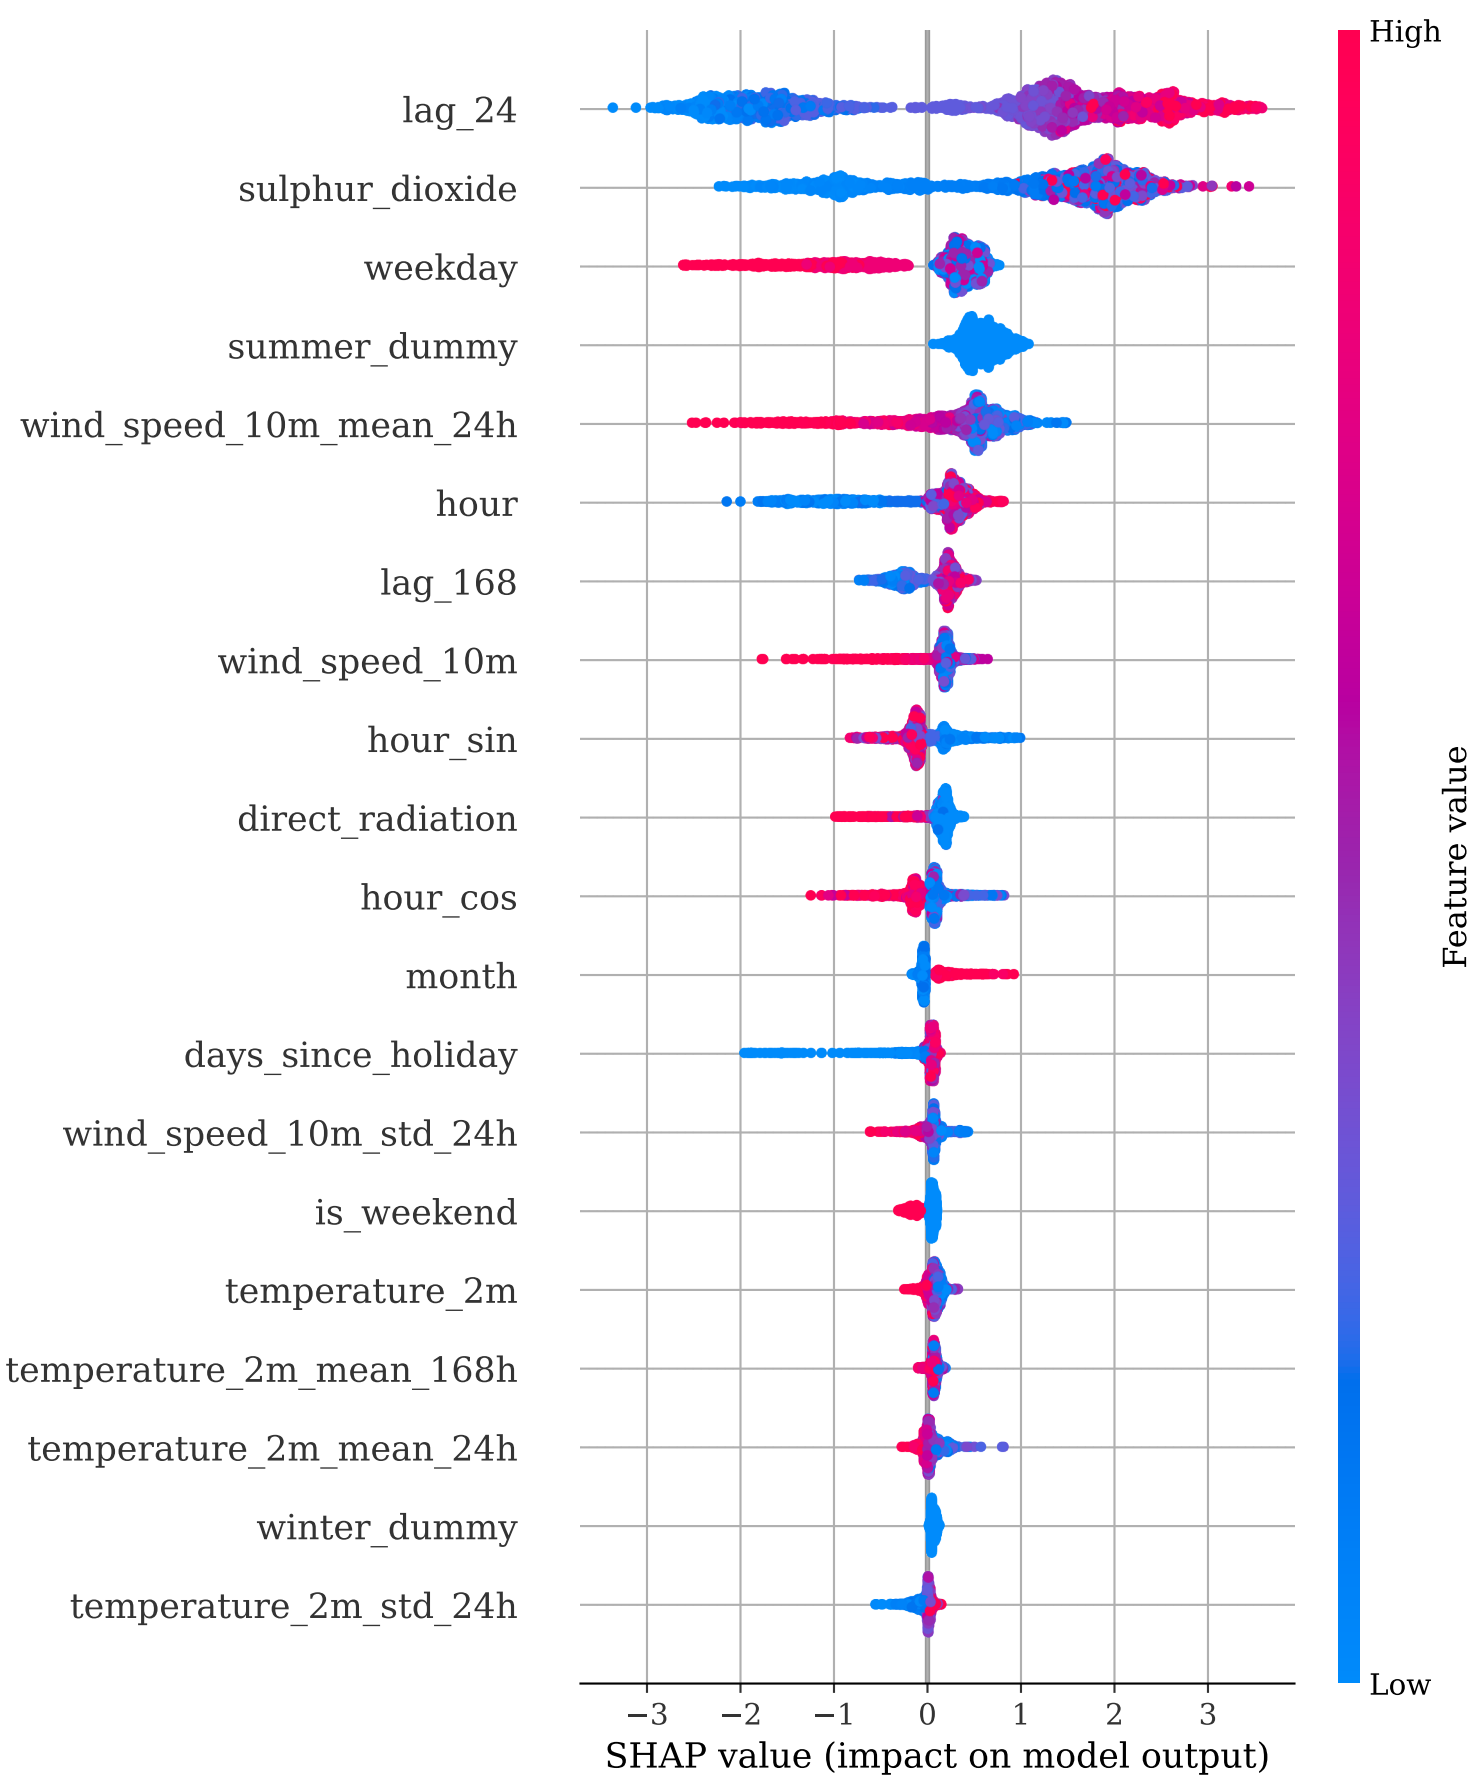 High
lag_24
sulphur_dioxide
weekday
summer_dummy
wind_speed_10m_mean_24h
hour
lag_168
wind_speed_10m
hour_sin
direct_radiation
hour_cos
month
days_since_holiday
wind_speed_10m_std_24h
is_weekend
temperature_2m
temperature_2m_mean_168h
temperature_2m_mean_24h
winter_dummy
temperature_2m_std_24h
Feature value
Low
−3 −2 −1 0 1 2 3
SHAP value (impact on model output)